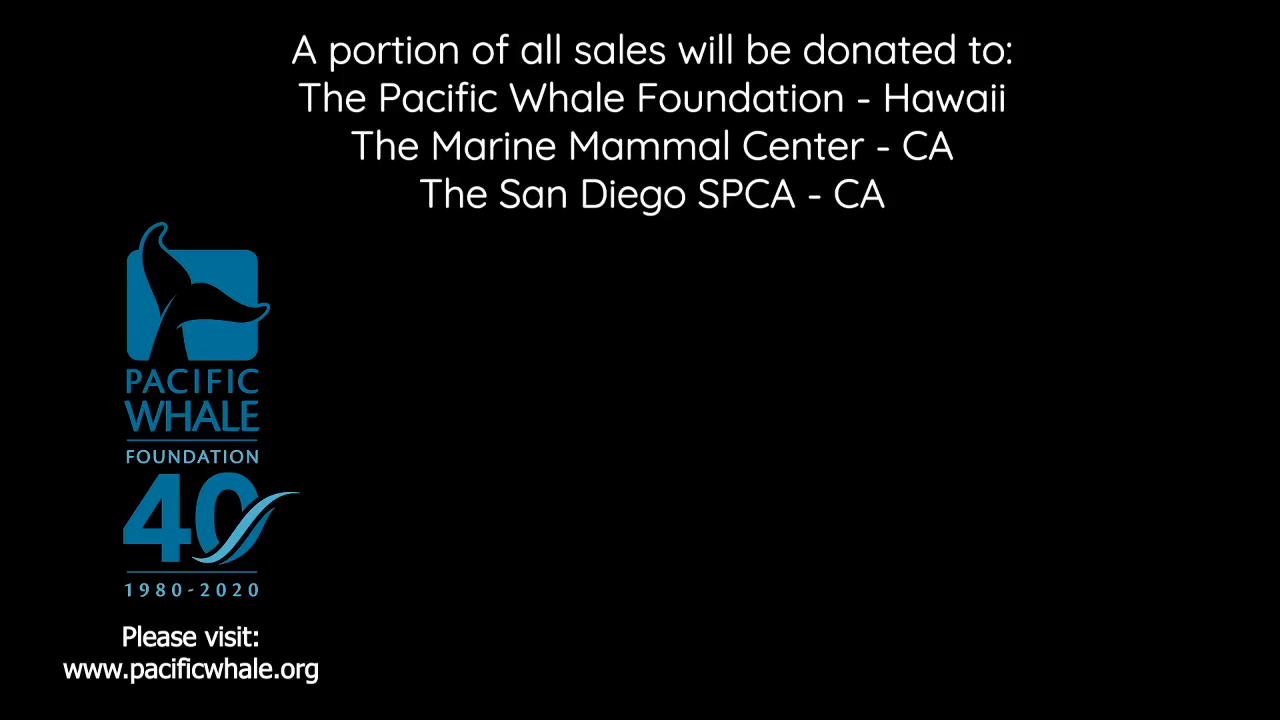 A portion of all sales will be donated to:
The Pacific Whale Foundation - Hawaii
The Marine Mammal Center - CA
The San Diego SPCA - CA
PACIFIC
WHALE
FOUNDATION
40
1980-2020
Please visit:
www.pacificwhale.org